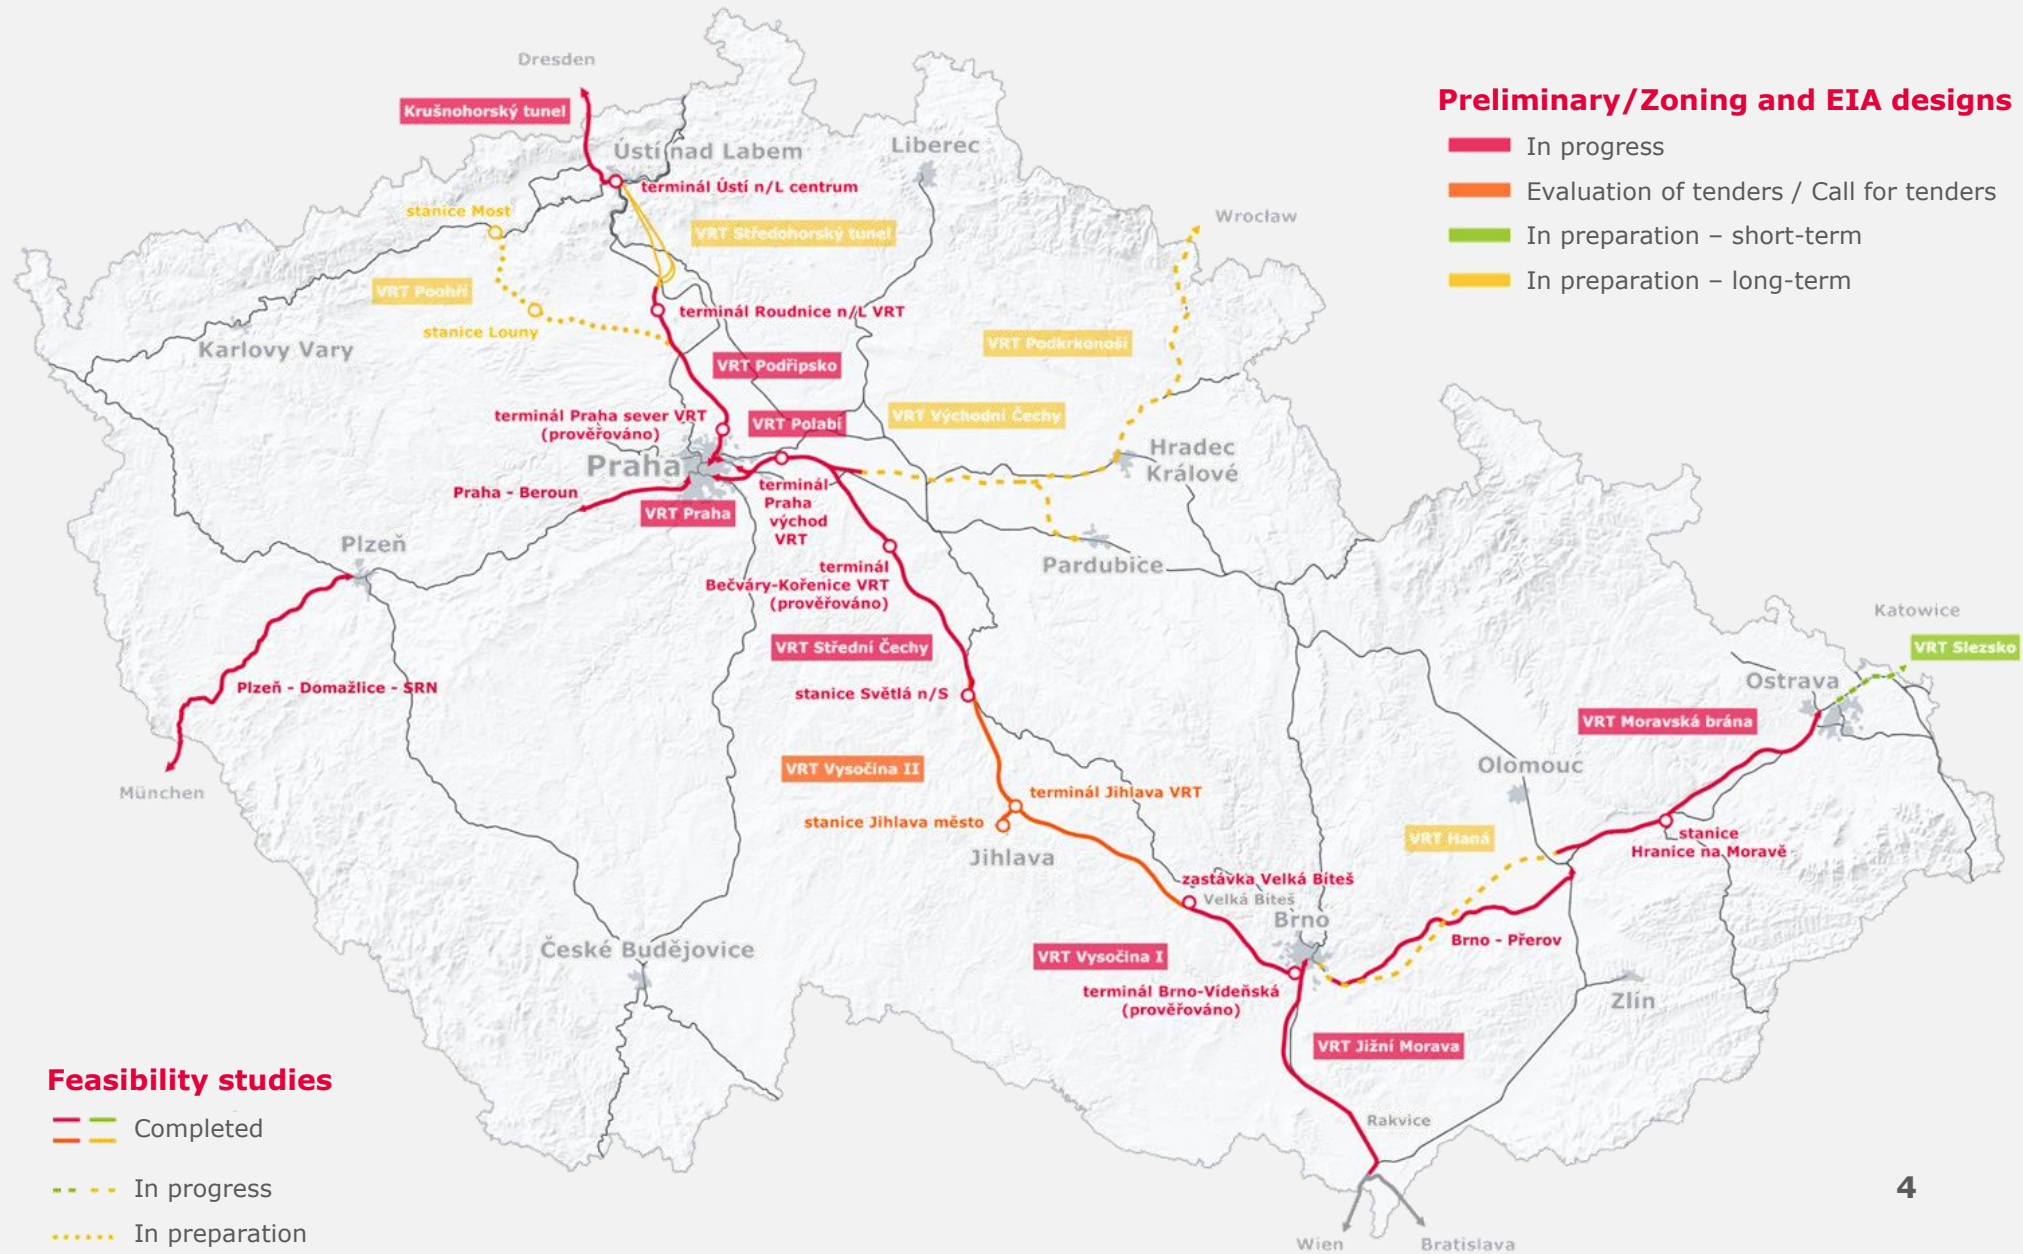 Dresden
Krušnohorský tunel
Ústí nad Labem
Liberec
terminál Ústí n/L centrum
stanice Most
VRT Středohorský tunel
Wrocław
VRT Poohří
stanice Louny
terminál Roudnice n/L VRT
VRT Podkrkonoší
Karlovy Vary
VRT Podřipsko
terminál Praha sever VRT
(prověřováno)
VRT Polabí
VRT Východní Čechy
Hradec
Králové
Praha
Praha - Beroun
VRT Praha
terminál
Praha
východ
VRT
Plzeň
Pardubice
terminál
Bečváry-Kořenice VRT
(prověřováno)
VRT Střední Čechy
Plzeň - Domažlice - SRN
stanice Světlá n/S
München
VRT Vysočina II
terminál Jihlava VRT
stanice Jihlava město
Jihlava
Katowice
VRT Slezsko
Ostrava
VRT Moravská brána
Olomouc
VRT Haná
stanice
Hranice na Moravě
zastávka Velká Bíteš
Velká Bíteš
Brno
Brno - Přerov
České Budějovice
VRT Vysočina I
terminál Brno-Vídeňská
(prověřováno)
Zlín
VRT Jižní Morava
Rakvice
Wien
Bratislava
Preliminary/Zoning and EIA designs
In progress
Evaluation of tenders / Call for tenders
In preparation – short-term
In preparation – long-term
Feasibility studies
Completed
In progress
In preparation
4